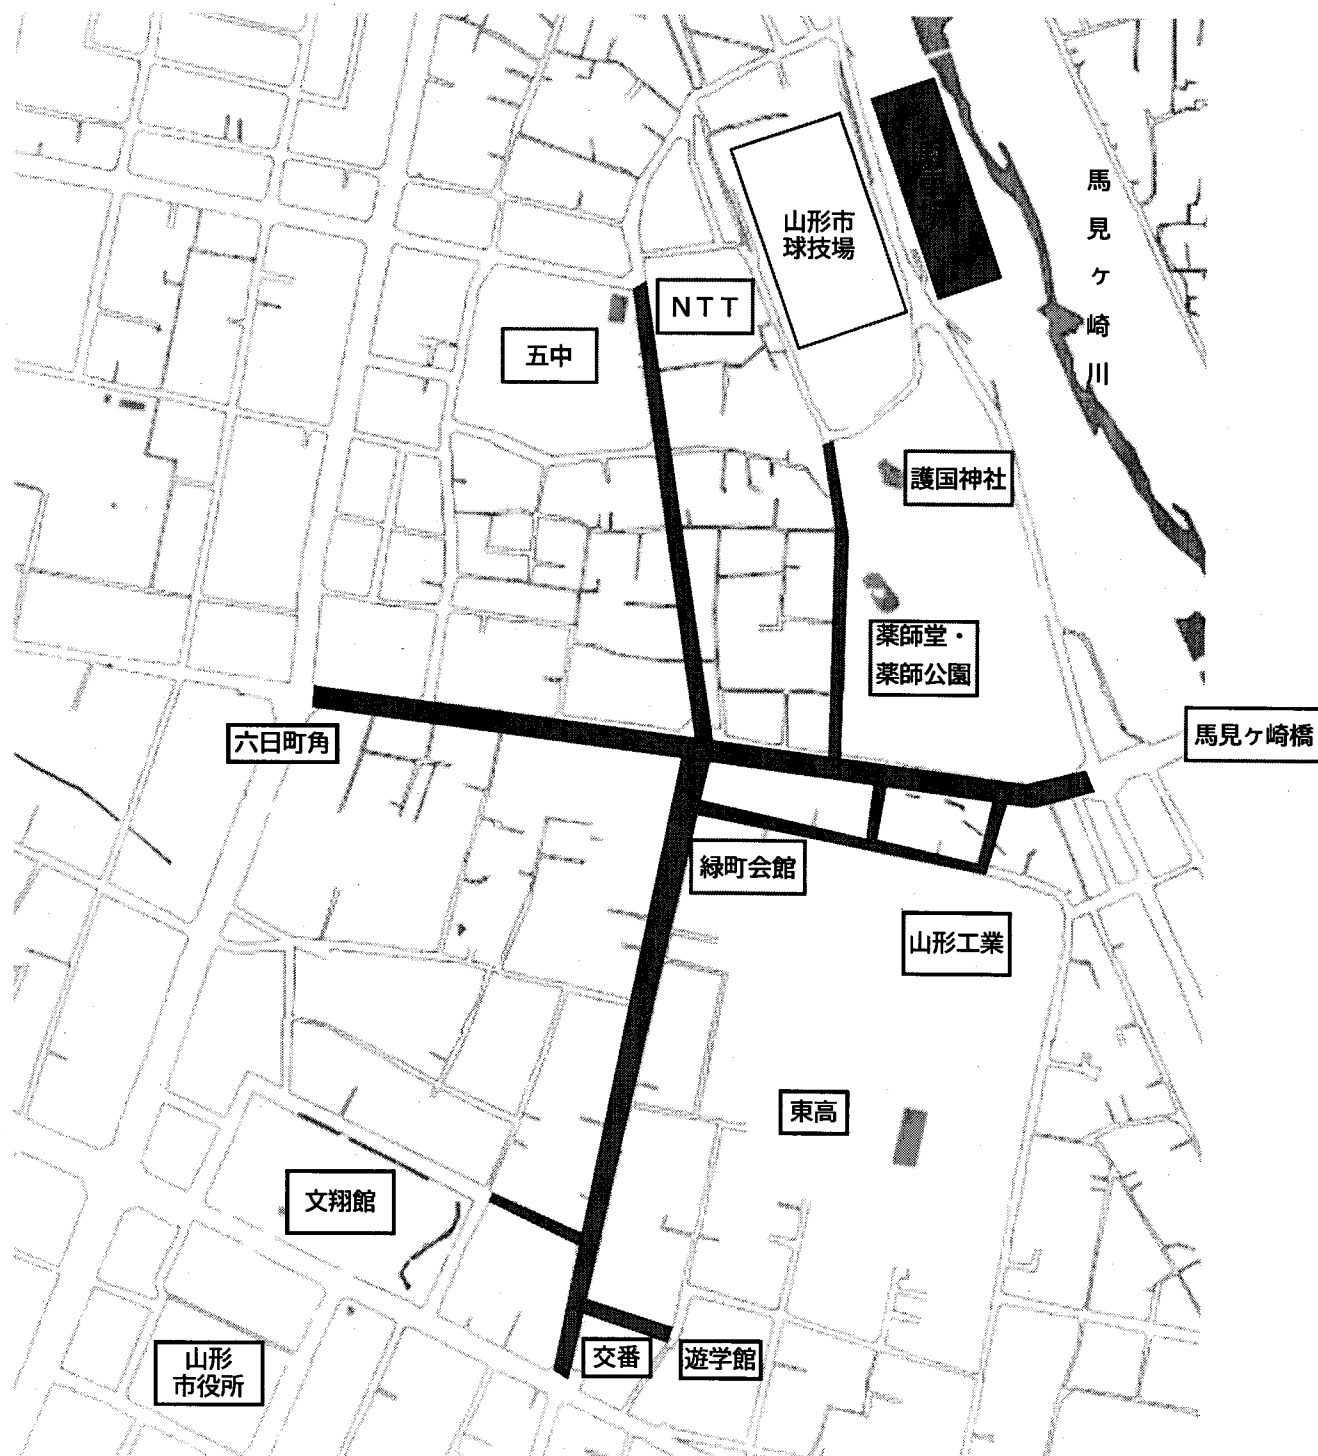 山形市
球技場
馬見ヶ崎川
NTT
五中
護国神社
薬師堂・
薬師公園
馬見ヶ崎橋
六日町角
緑町会館
山形工業
東高
文翔館
交番
遊学館
山形
市役所